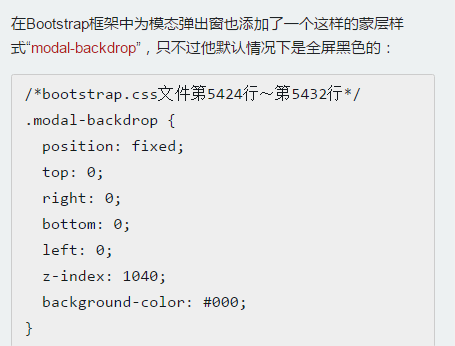 在Bootstrap框架中为模态弹出窗也添加了一个这样的蒙层样
式“modal-backdrop”，只不过他默认情况下是全屏黑色的：
/*bootstrap.css文件第5424行～第5432行*/
.modal-backdrop {
  position: fixed;
  top: 0;
  right: 0;
  bottom: 0;
  left: 0;
  z-index: 1040;
  background-color: #000;
}